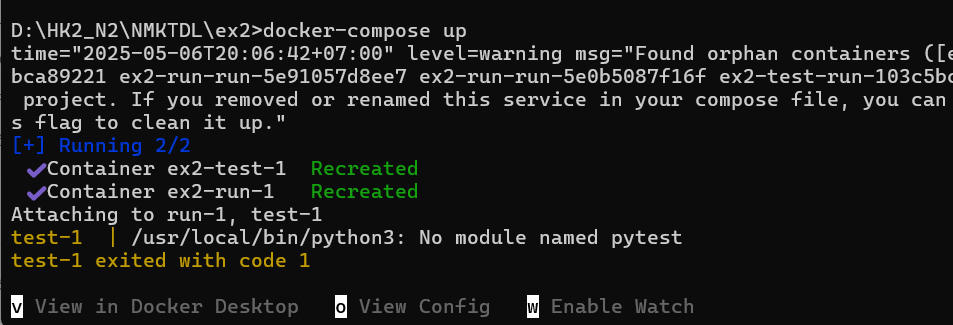 D:\HK2_N2\NMKTDL\ex2>docker-compose up
time="2025-05-06T20:06:42+07:00" level=warning msg="Found orphan containers ([e
bca89221 ex2-run-run-5e91057d8ee7 ex2-run-run-5e0b5087f16f ex2-test-run-103c5bc
project. If you removed or renamed this service in your compose file, you can
s flag to clean it up."
[+] Running 2/2
✔Container ex2-test-1 Recreated
✔Container ex2-run-1 Recreated
Attaching to run-1, test-1
test-1 | /usr/local/bin/python3: No module named pytest
test-1 exited with code 1
v View in Docker Desktop o View Config w Enable Watch